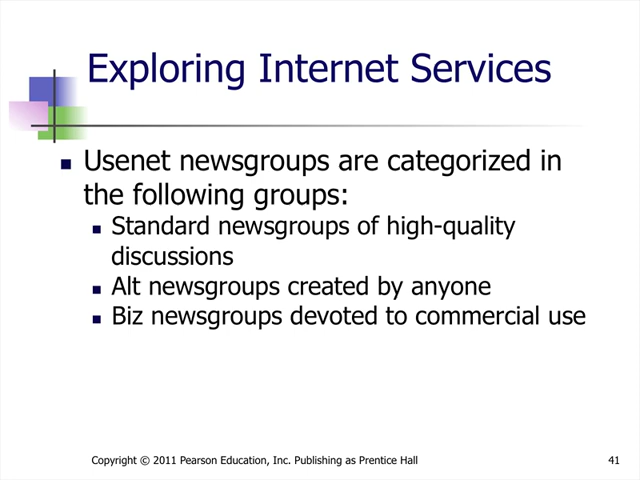 Exploring Internet Services
Usenet newsgroups are categorized in
the following groups:
Standard newsgroups of high-quality
discussions
Alt newsgroups created by anyone
Biz newsgroups devoted to commercial use
Copyright © 2011 Pearson Education, Inc. Publishing as Prentice Hall
41